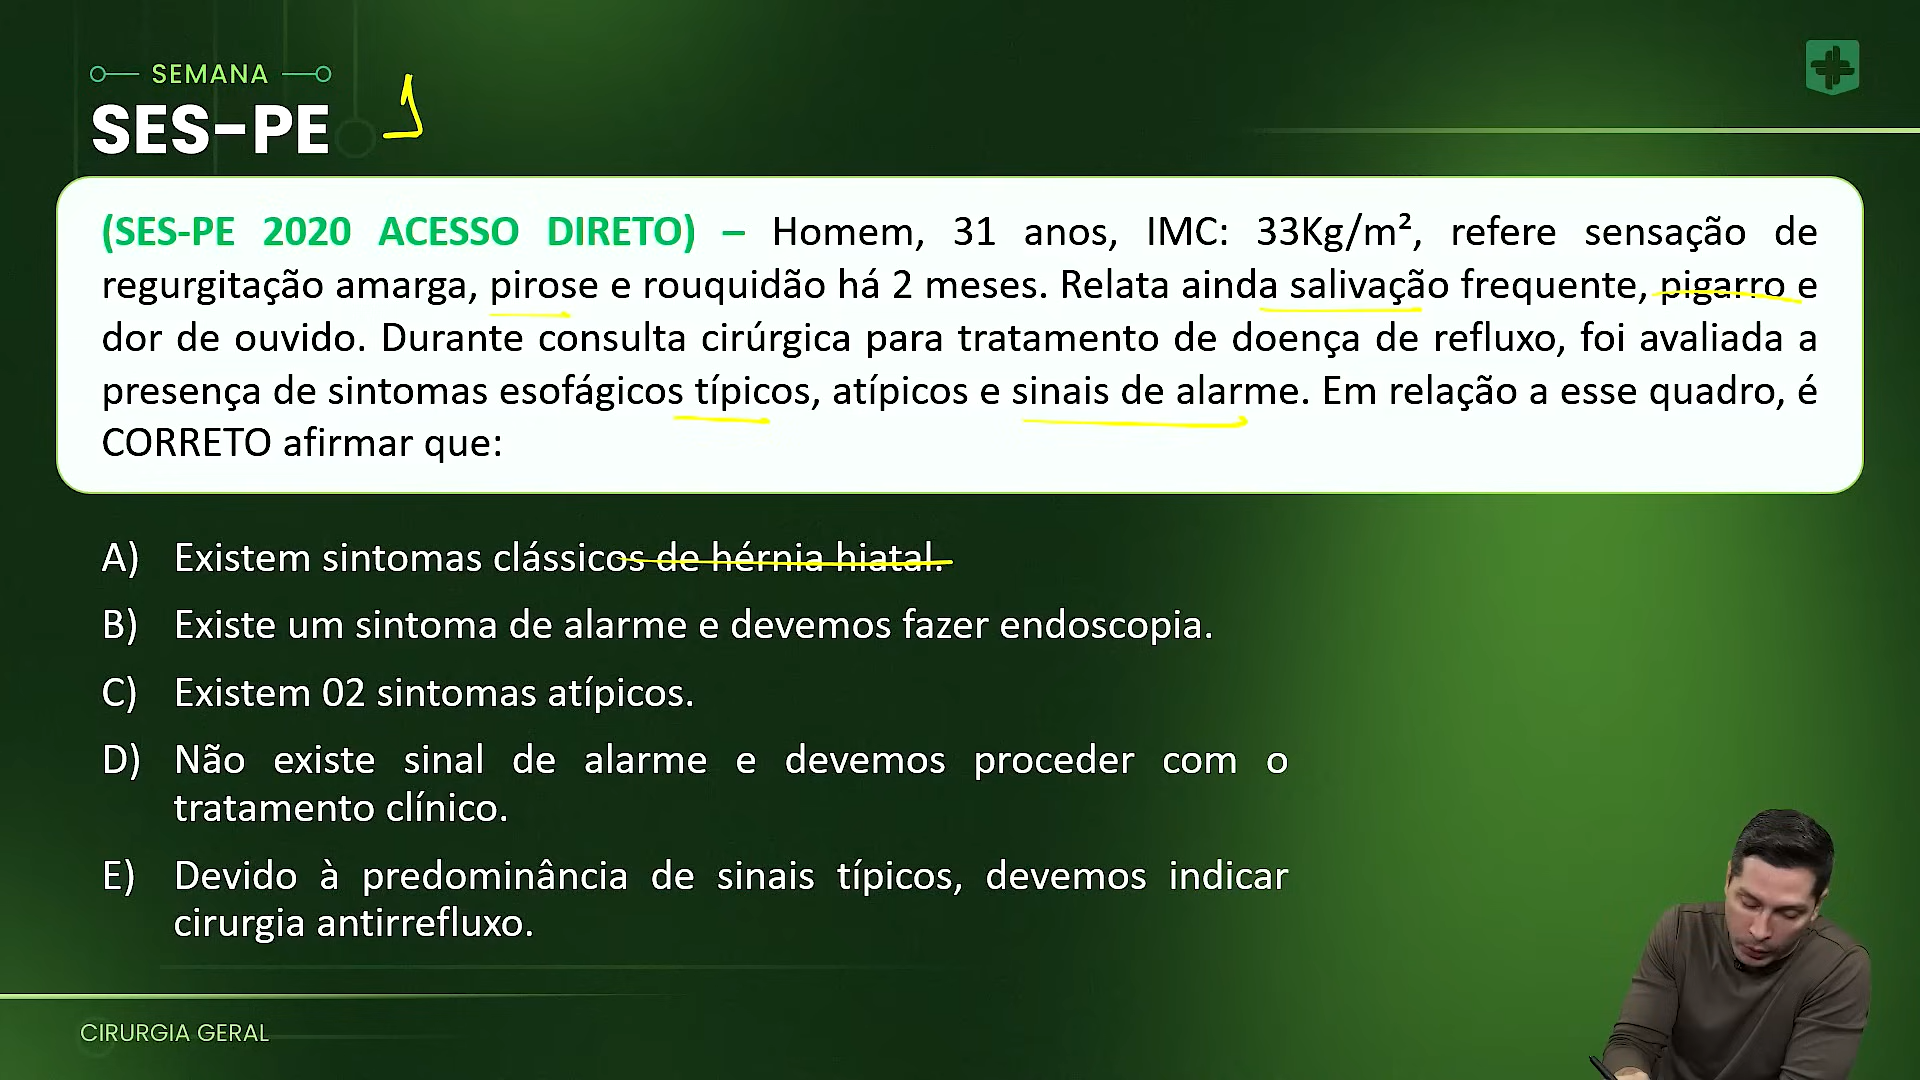 SEMANA
SES-PE
(SES-PE 2020 ACESSO DIRETO) – Homem, 31 anos, IMC: 33Kg/m², refere sensação de
regurgitação amarga, pirose e rouquidão há 2 meses. Relata ainda salivação frequente, pigarro e
dor de ouvido. Durante consulta cirúrgica para tratamento de doença de refluxo, foi avaliada a
presença de sintomas esofágicos típicos, atípicos e sinais de alarme. Em relação a esse quadro, é
CORRETO afirmar que:
A) Existem sintomas clássicos de hérnia hiatal.
B) Existe um sintoma de alarme e devemos fazer endoscopia.
C) Existem 02 sintomas atípicos.
D) Não existe sinal de alarme e devemos proceder com o
tratamento clínico.
E) Devido à predominância de sinais típicos, devemos indicar
cirurgia antirrefluxo.
CIRURGIA GERAL